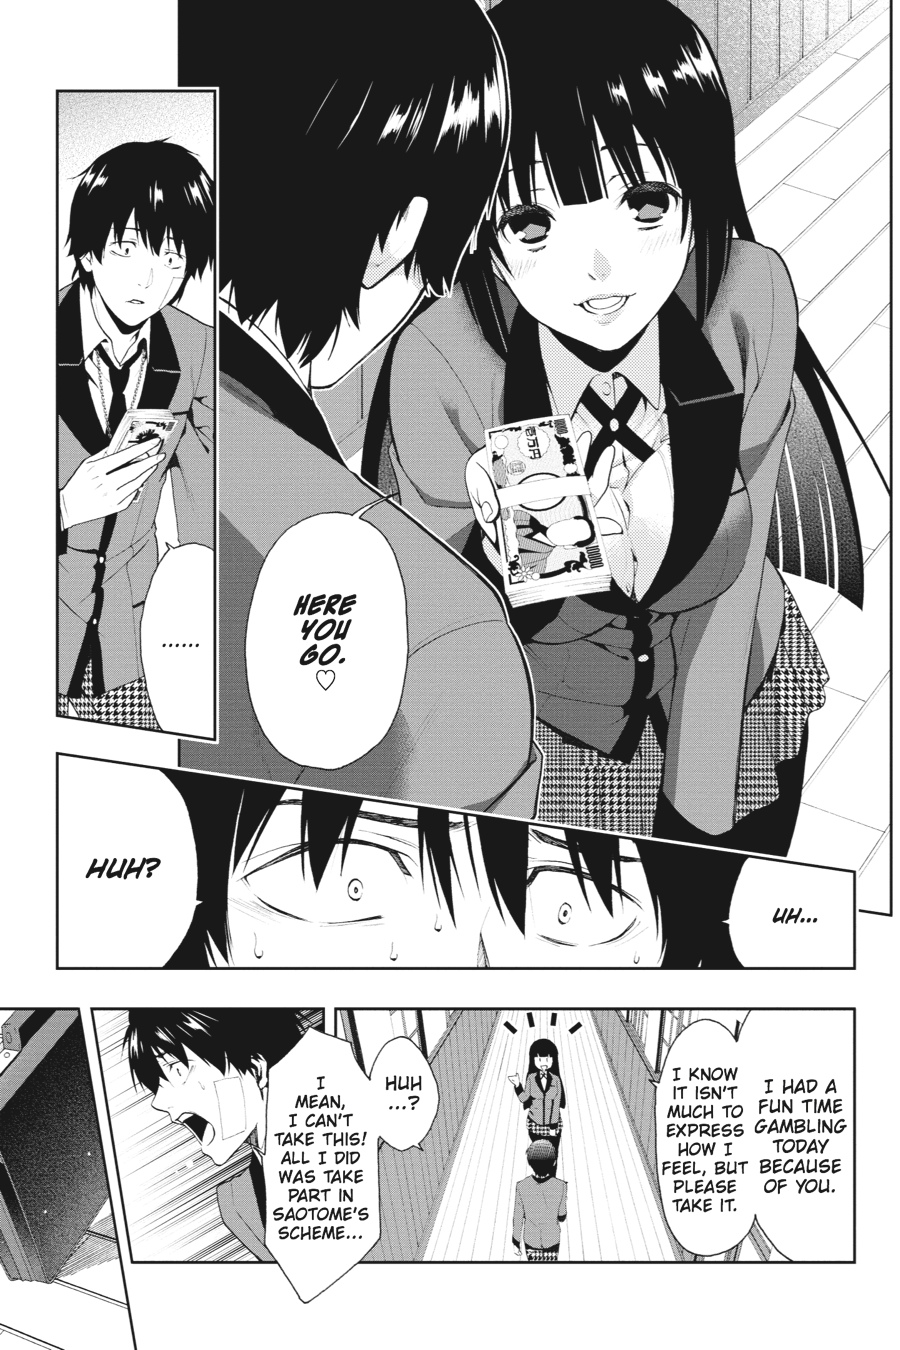 HERE
YOU
GO.
♡
......
UH...
HUH?
I HAD A
FUN TIME
GAMBLING
TODAY
BECAUSE
OF YOU.
I KNOW
IT ISN'T
MUCH TO
EXPRESS
HOW I
FEEL, BUT
PLEASE
TAKE IT.
HUH
...?
I
MEAN,
I CAN'T
TAKE THIS!
ALL I DID
WAS TAKE
PART IN
SAOTOME'S
SCHEME...